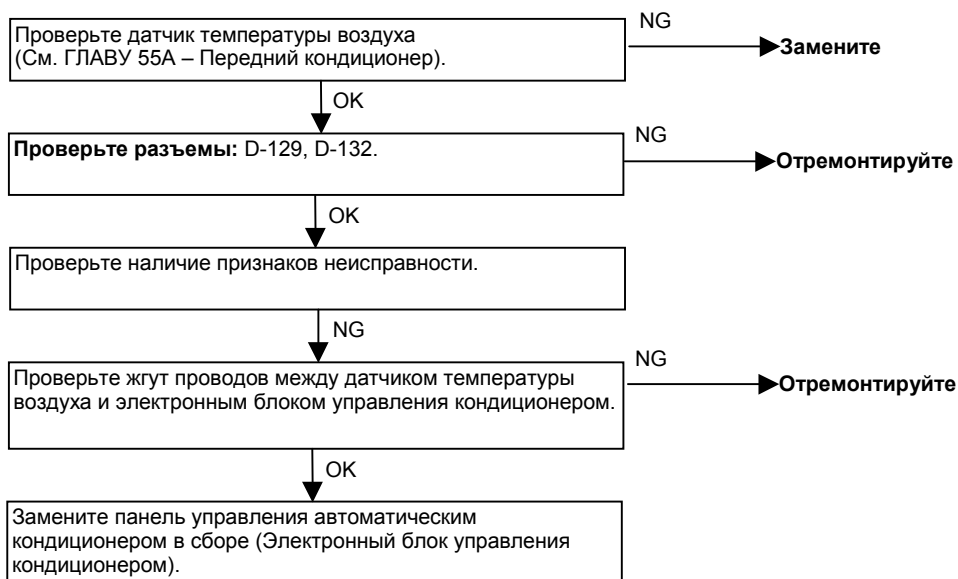 Проверьте датчик температуры воздуха
(См. ГЛАВУ 55А – Передний кондиционер).
NG
Замените
OK
Проверьте разъемы: D-129, D-132.
NG
Отремонтируйте
OK
Проверьте наличие признаков неисправности.
NG
Проверьте жгут проводов между датчиком температуры
воздуха и электронным блоком управления кондиционером.
NG
Отремонтируйте
OK
Замените панель управления автоматическим
кондиционером в сборе (Электронный блок управления
кондиционером).